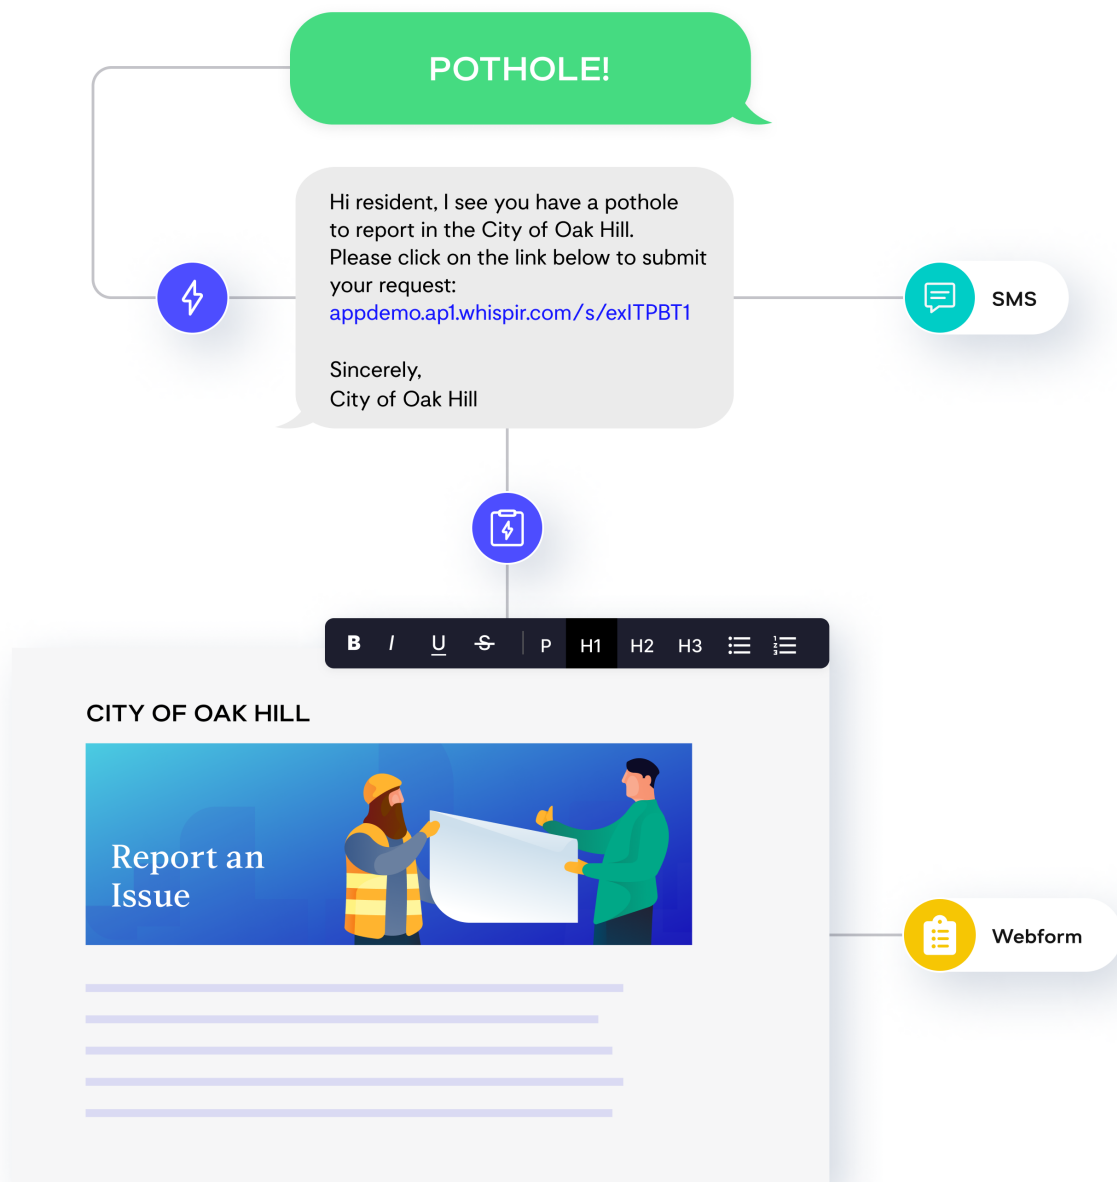 POTHOLE!
Hi resident, I see you have a pothole
to report in the City of Oak Hill.
Please click on the link below to submit
your request:
appdemo.ap1.whispir.com/s/exITPBT1
Sincerely,
City of Oak Hill
SMS
B I U S P H1 H2 H3
CITY OF OAK HILL
Report an
Issue
Webform